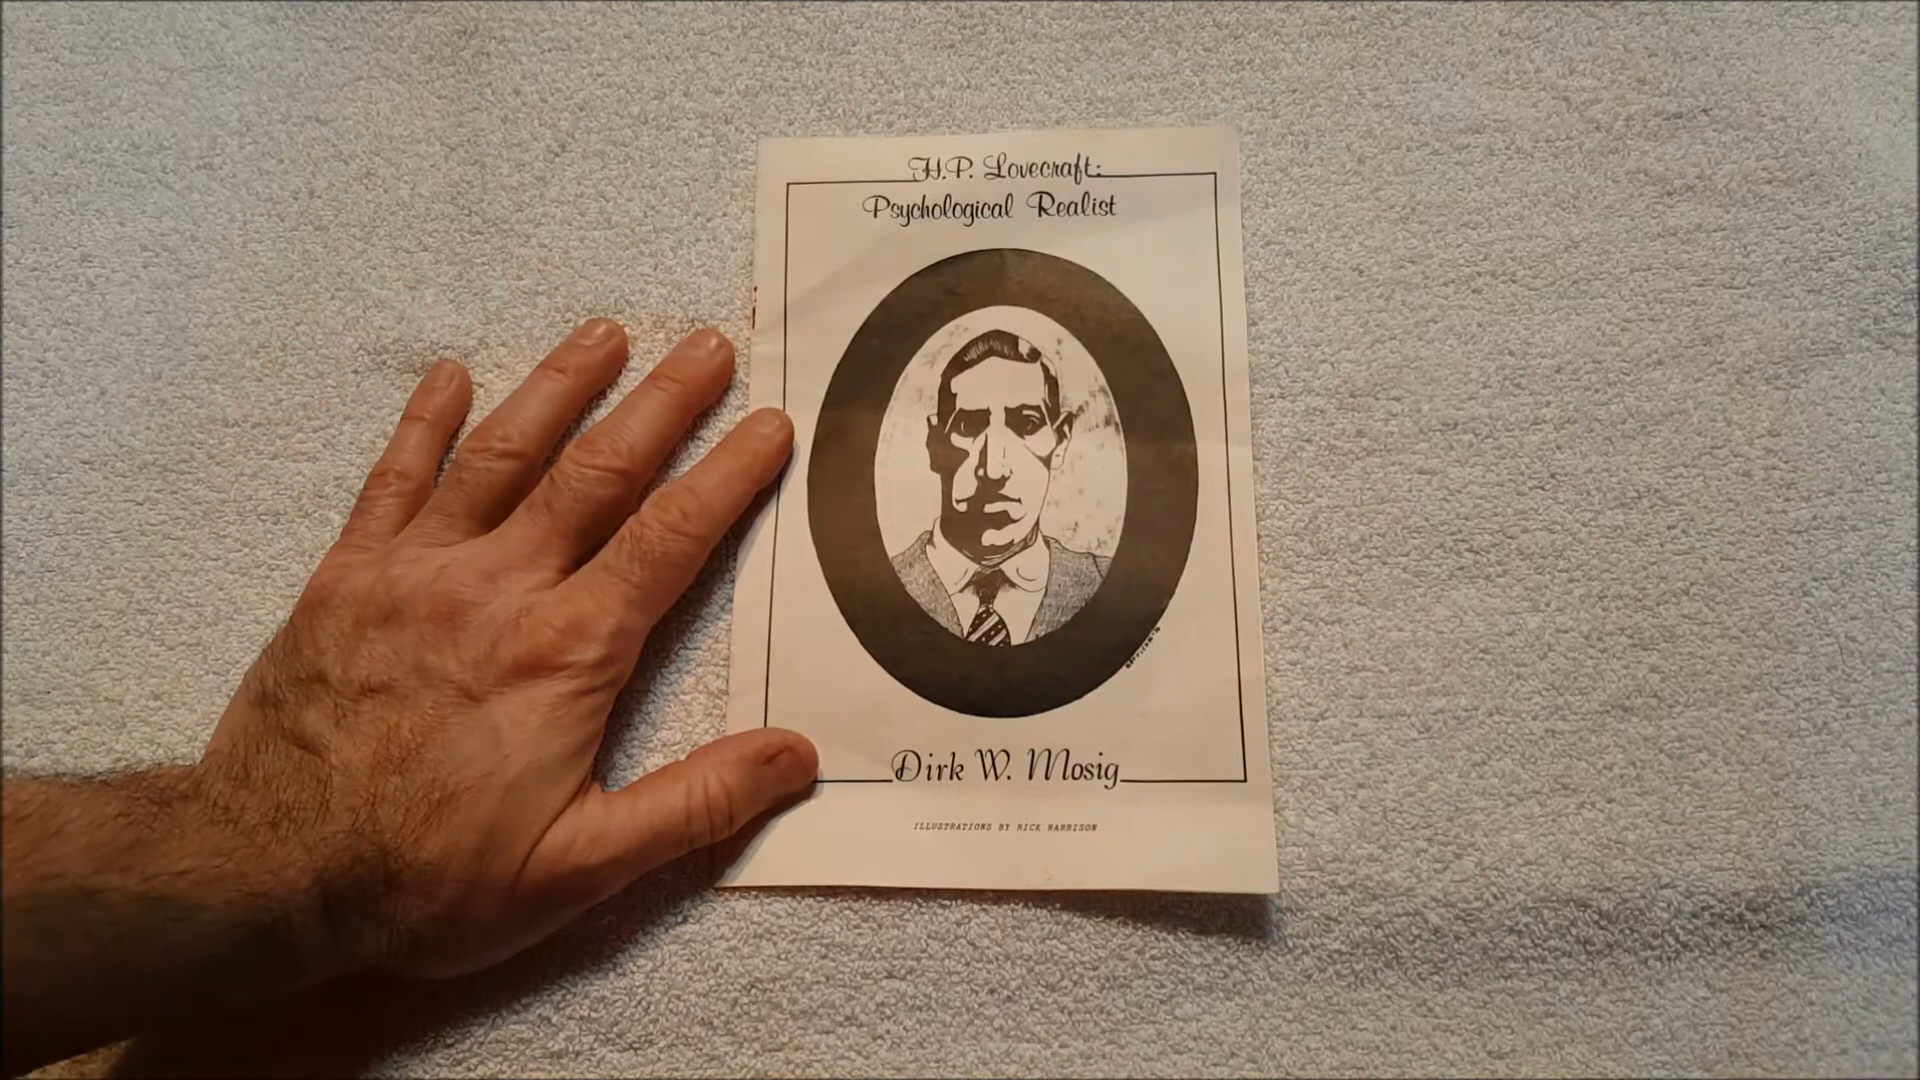 H.P. Lovecraft:
Psychological Realist
Dirk W. Mosig
ILLUSTRATIONS BY RICK HARRISON